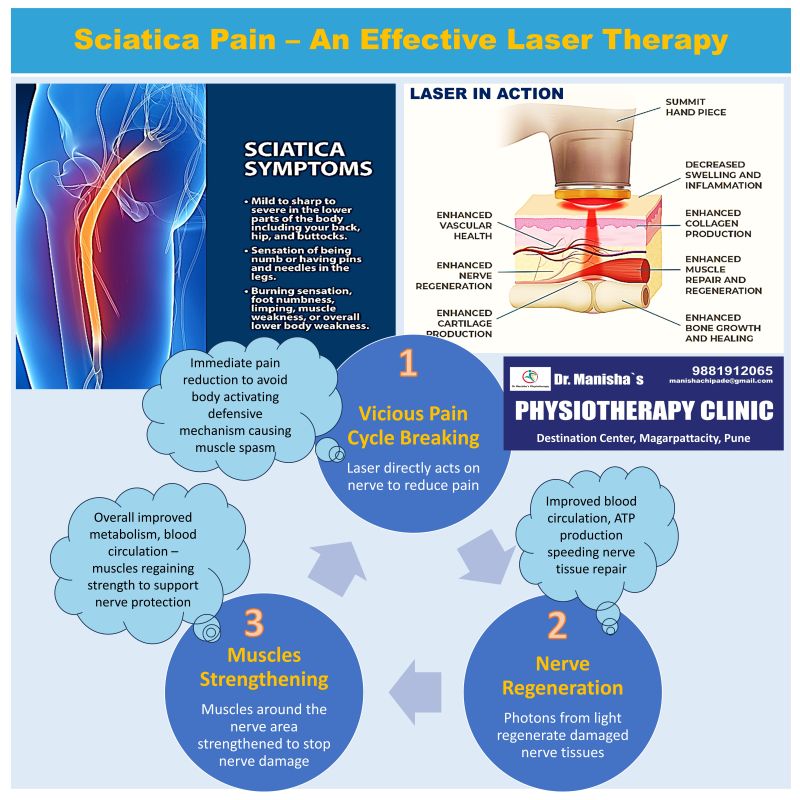 Sciatica Pain – An Effective Laser Therapy
SCIATICA
SYMPTOMS
• Mild to sharp to
severe in the lower
parts of the body
including your back,
hip, and buttocks.
• Sensation of being
numb or having pins
and needles in the
legs.
• Burning sensation,
foot numbness,
limping, muscle
weakness, or overall
lower body weakness.
LASER IN ACTION
SUMMIT
HAND PIECE
DECREASED
SWELLING AND
INFLAMMATION
ENHANCED
COLLAGEN
PRODUCTION
ENHANCED
MUSCLE
REPAIR AND
REGENERATION
ENHANCED
BONE GROWTH
AND HEALING
ENHANCED
VASCULAR
HEALTH
ENHANCED
NERVE
REGENERATION
ENHANCED
CARTILAGE
PRODUCTION
Dr. Manisha`s
9881912065
manishachipade@gmail.com
PHYSIOTHERAPY CLINIC
Destination Center, Magarpattacity, Pune
1
Vicious Pain
Cycle Breaking
Laser directly acts on
nerve to reduce pain
Immediate pain
reduction to avoid
body activating
defensive
mechanism causing
muscle spasm
2
Nerve
Regeneration
Photons from light
regenerate damaged
nerve tissues
Improved blood
circulation, ATP
production
speeding nerve
tissue repair
3
Muscles
Strengthening
Muscles around the
nerve area
strengthened to stop
nerve damage
Overall improved
metabolism, blood
circulation –
muscles regaining
strength to support
nerve protection